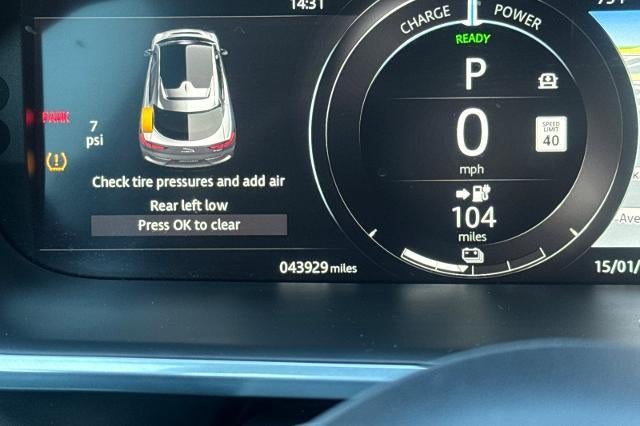 14:31
CHARGE
POWER
READY
P
7
psi
0
SPEED
LIMIT
40
mph
Check tire pressures and add air
Rear left low
Press OK to clear
104
miles
043929 miles
15/01/
Ave